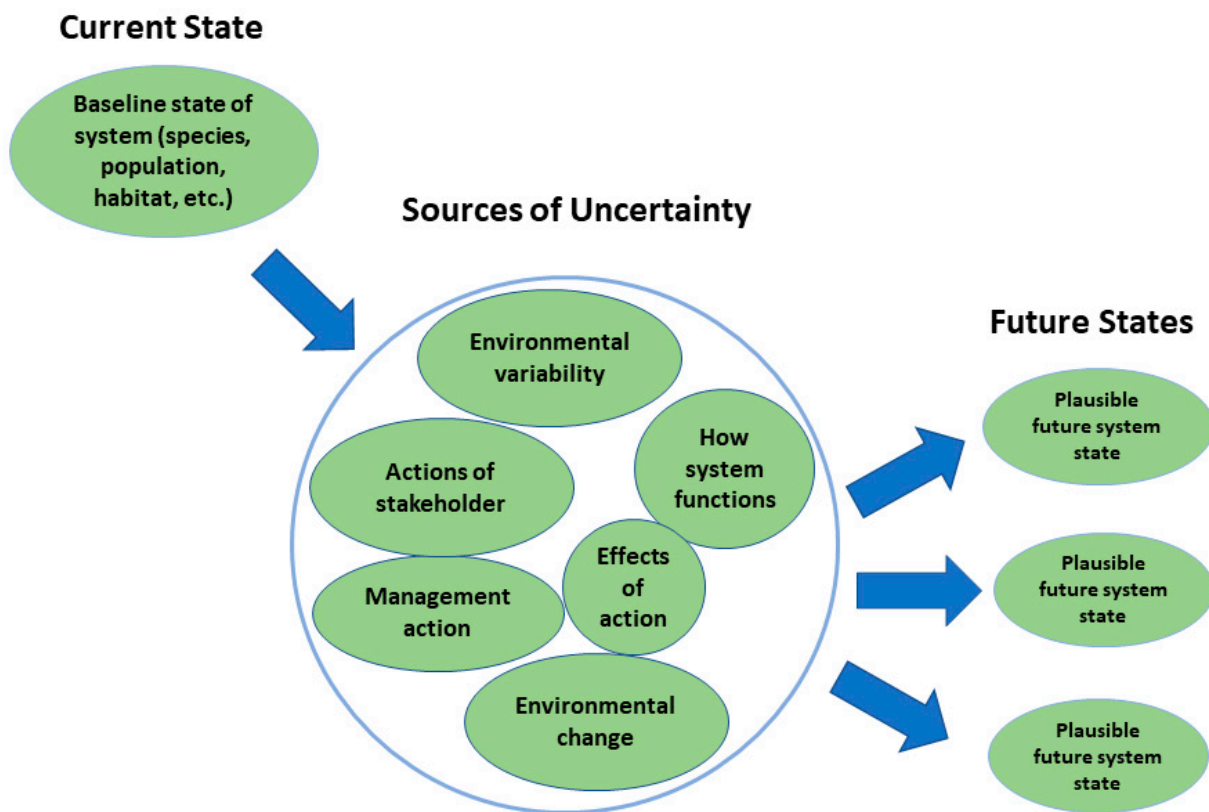 Current State
Baseline state of
system (species,
population,
habitat, etc.)
Sources of Uncertainty
Environmental
variability
How
system
functions
Actions of
stakeholder
Effects
of
action
Management
action
Environmental
change
Future States
Plausible
future system
state
Plausible
future system
state
Plausible
future system
state